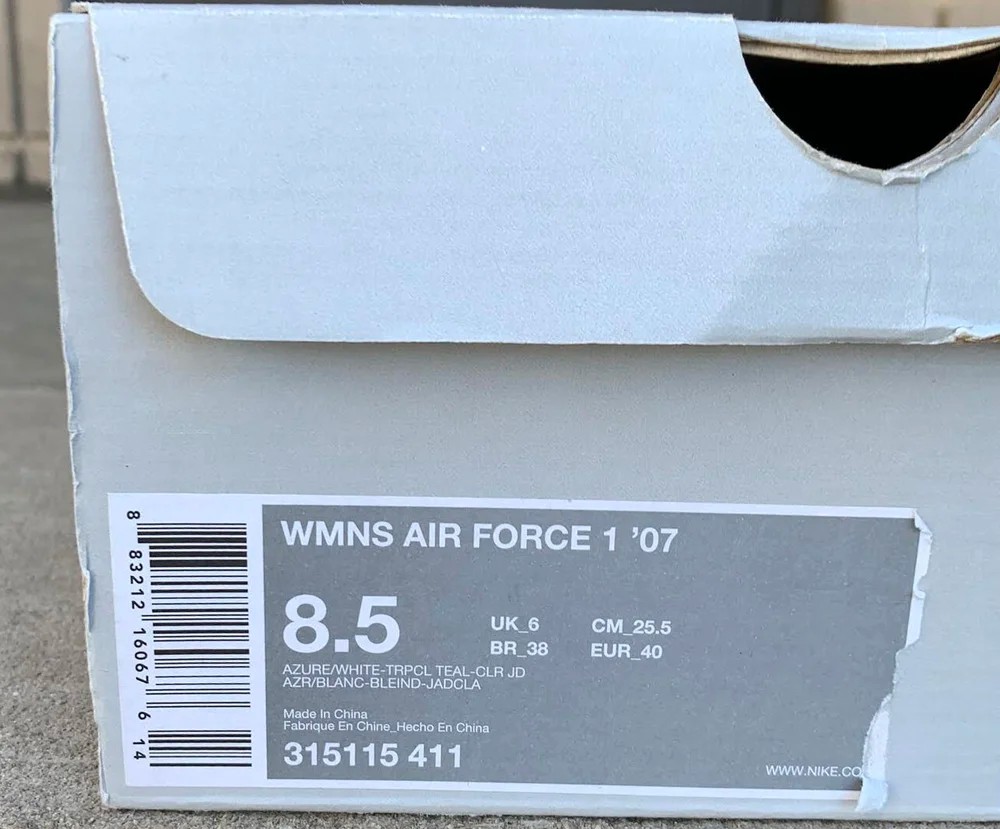 WMNS AIR FORCE 1 ’07
8.5
UK_6 CM_25.5
BR_38 EUR_40
AZURE/WHITE-TRPCL TEAL-CLR JD
AZR/BLANC-BLEIND-JADCLA
Made In China
Fabrique En Chine_Hecho En China
315115 411
WWW.NIKE.CO
8 83212 16067 6 14